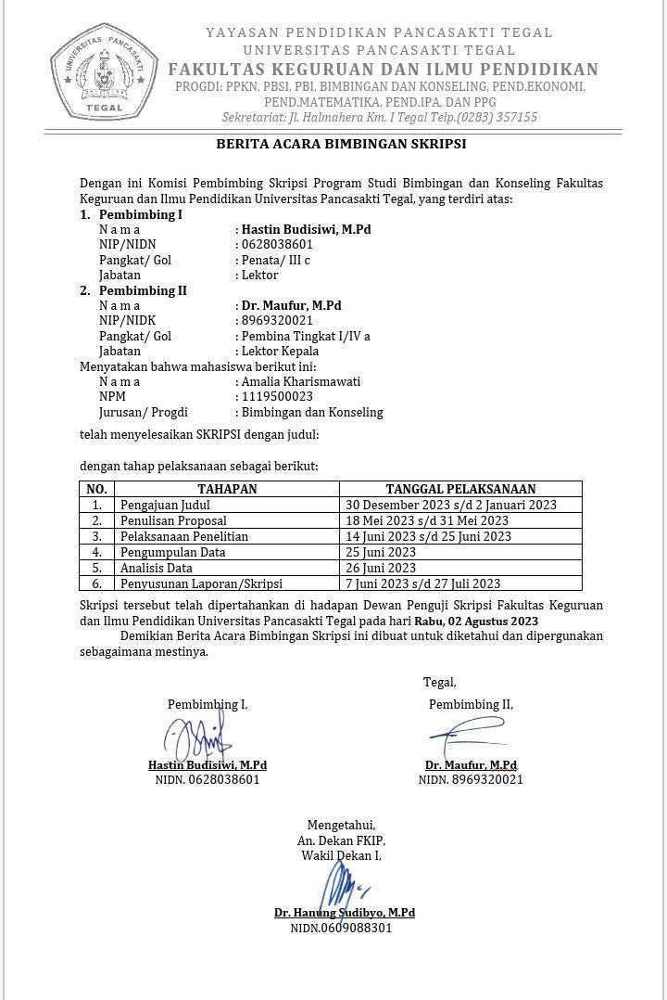 UNIVERSITAS PANCASAKTI
TEGAL
YAYASAN PENDIDIKAN PANCASAKTI TEGAL
UNIVERSITAS PANCASAKTI TEGAL
FAKULTAS KEGURUAN DAN ILMU PENDIDIKAN
PROGDI: PPKN, PBSI, PBI, BIMBINGAN DAN KONSELING, PEND.EKONOMI,
PEND.MATEMATIKA, PEND.IPA, DAN PPG
Sekretariat: Jl. Halmahera Km. I Tegal Telp.(0283) 357155
BERITA ACARA BIMBINGAN SKRIPSI
Dengan ini Komisi Pembimbing Skripsi Program Studi Bimbingan dan Konseling Fakultas
Keguruan dan Ilmu Pendidikan Universitas Pancasakti Tegal, yang terdiri atas:
1. Pembimbing I
N a m a : Hastin Budisiwi, M.Pd
NIP/NIDN : 0628038601
Pangkat/ Gol : Penata/ III c
Jabatan : Lektor
2. Pembimbing II
N a m a : Dr. Maufur, M.Pd
NIP/NIDK : 8969320021
Pangkat/ Gol : Pembina Tingkat I/IV a
Jabatan : Lektor Kepala
Menyatakan bahwa mahasiswa berikut ini:
N a m a : Amalia Kharismawati
NPM : 1119500023
Jurusan/ Progdi : Bimbingan dan Konseling
telah menyelesaikan SKRIPSI dengan judul:
dengan tahap pelaksanaan sebagai berikut:
NO. TAHAPAN TANGGAL PELAKSANAAN
1. Pengajuan Judul 30 Desember 2023 s/d 2 Januari 2023
2. Penulisan Proposal 18 Mei 2023 s/d 31 Mei 2023
3. Pelaksanaan Penelitian 14 Juni 2023 s/d 25 Juni 2023
4. Pengumpulan Data 25 Juni 2023
5. Analisis Data 26 Juni 2023
6. Penyusunan Laporan/Skripsi 7 Juni 2023 s/d 27 Juli 2023
Skripsi tersebut telah dipertahankan di hadapan Dewan Penguji Skripsi Fakultas Keguruan
dan Ilmu Pendidikan Universitas Pancasakti Tegal pada hari Rabu, 02 Agustus 2023
Demikian Berita Acara Bimbingan Skripsi ini dibuat untuk diketahui dan dipergunakan
sebagaimana mestinya.
Tegal,
Pembimbing I, Pembimbing II,
Hastin Budisiwi, M.Pd Dr. Maufur, M.Pd
NIDN. 0628038601 NIDN. 8969320021
Mengetahui,
An. Dekan FKIP,
Wakil Dekan I,
Dr. Hanung Sudibyo, M.Pd
NIDN.0609088301